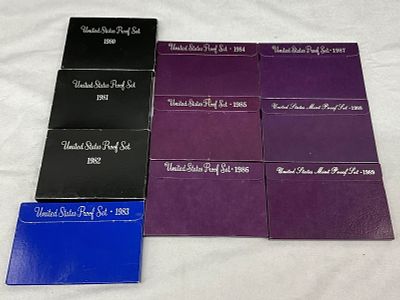 United States Proof Set
1980
United States Proof Set
1981
United States Proof Set
1982
United States Proof Set · 1983
United States Proof Set · 1984
United States Proof Set · 1985
United States Proof Set · 1986
United States Proof Set · 1987
United States Mint Proof Set · 1988
United States Mint Proof Set · 1989